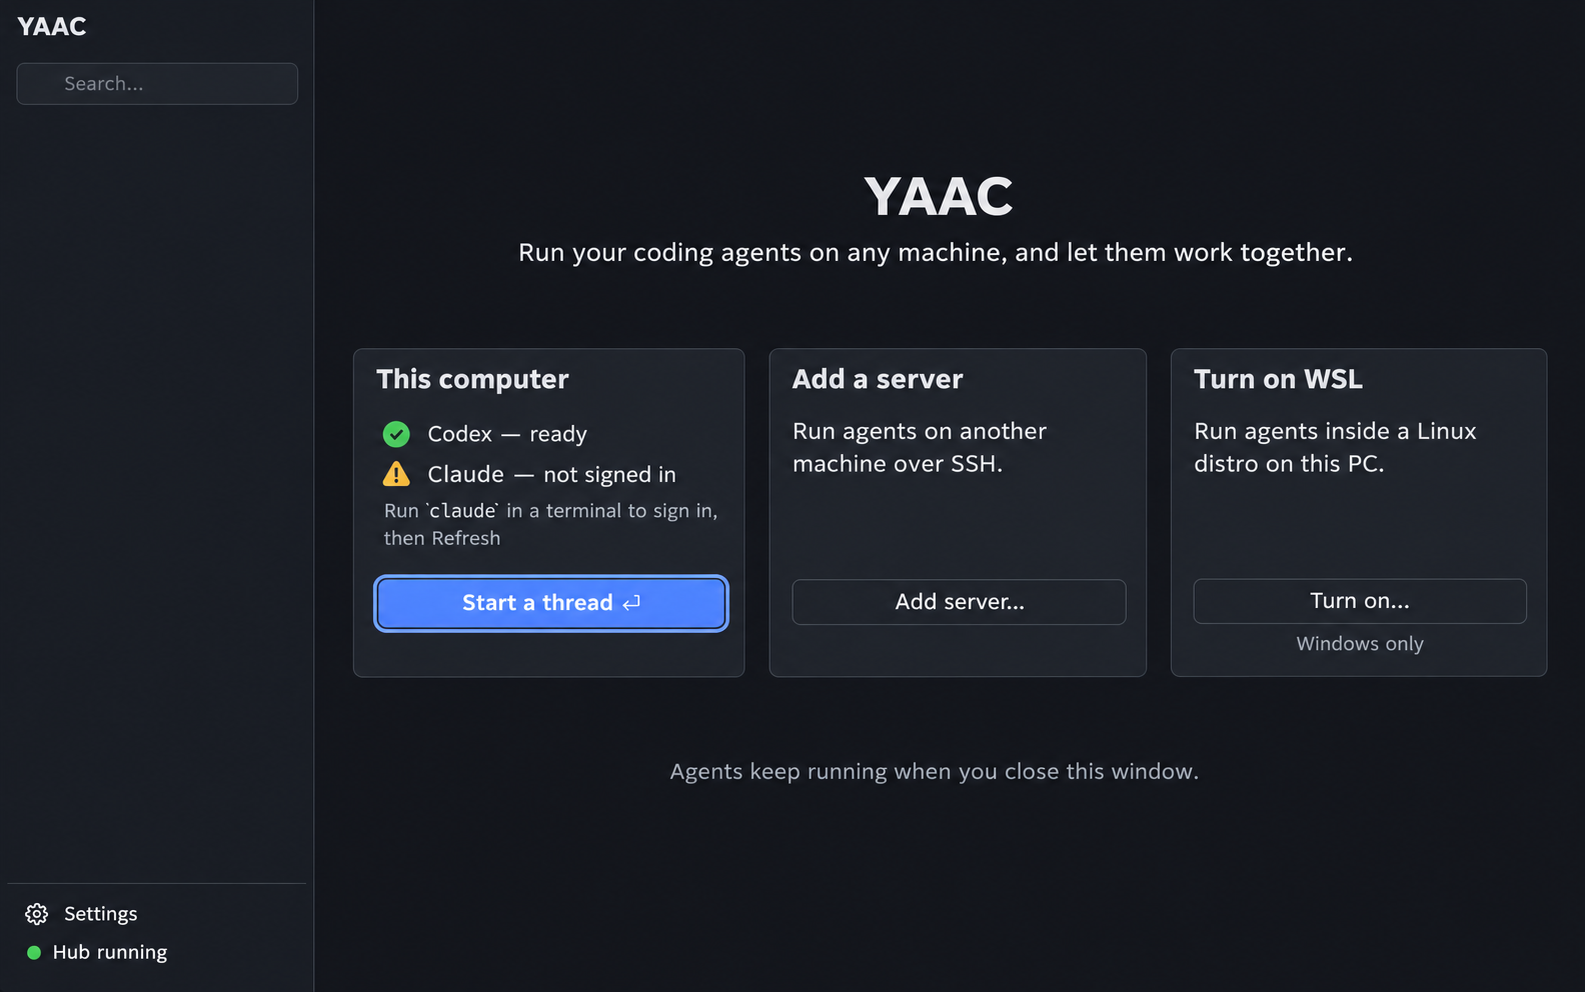 YAAC
Search...
YAAC
Run your coding agents on any machine, and let them work together.
This computer
Codex — ready
Claude — not signed in
Run `claude` in a terminal to sign in,
then Refresh
Start a thread ⏎
Add a server
Run agents on another
machine over SSH.
Add server...
Turn on WSL
Run agents inside a Linux
distro on this PC.
Turn on...
Windows only
Agents keep running when you close this window.
Settings
Hub running